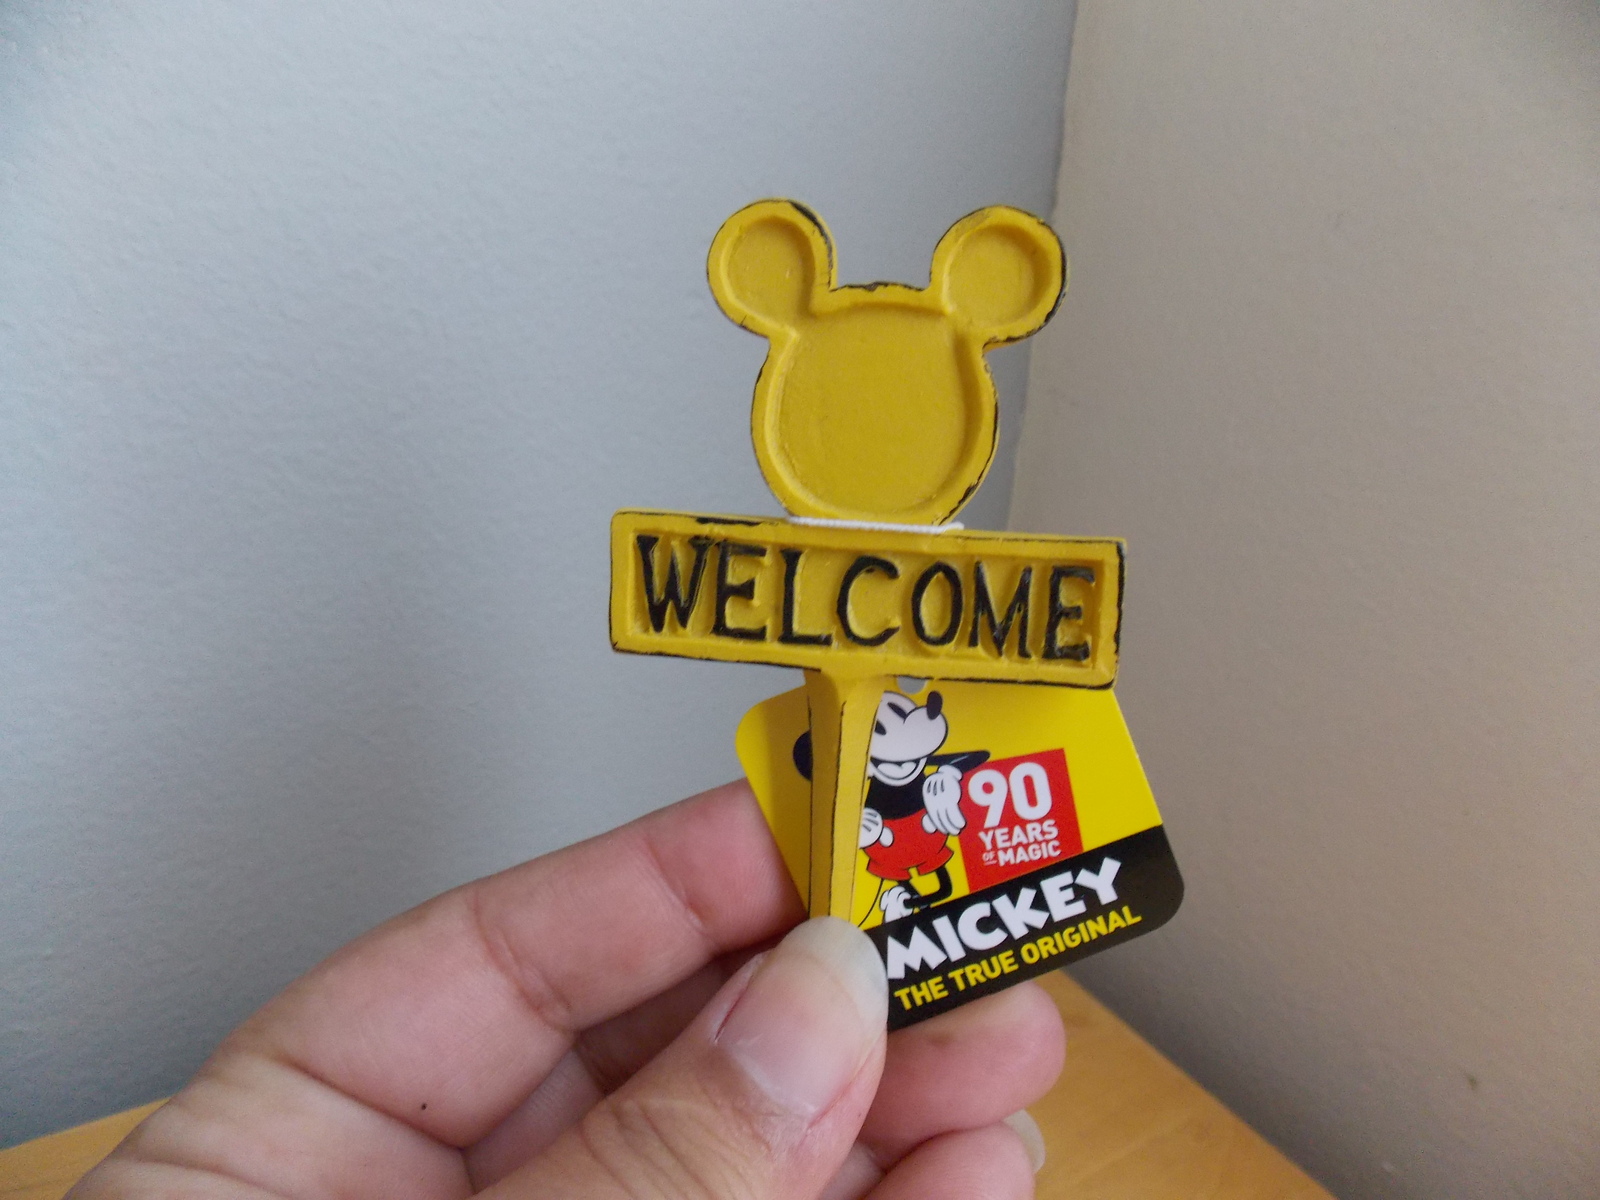 WELCOME
90
YEARS
OF MAGIC
MICKEY
THE TRUE ORIGINAL